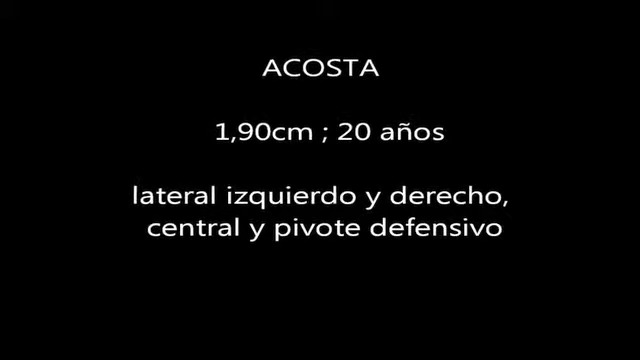 ACOSTA
1,90cm ; 20 años
lateral izquierdo y derecho,
central y pivote defensivo